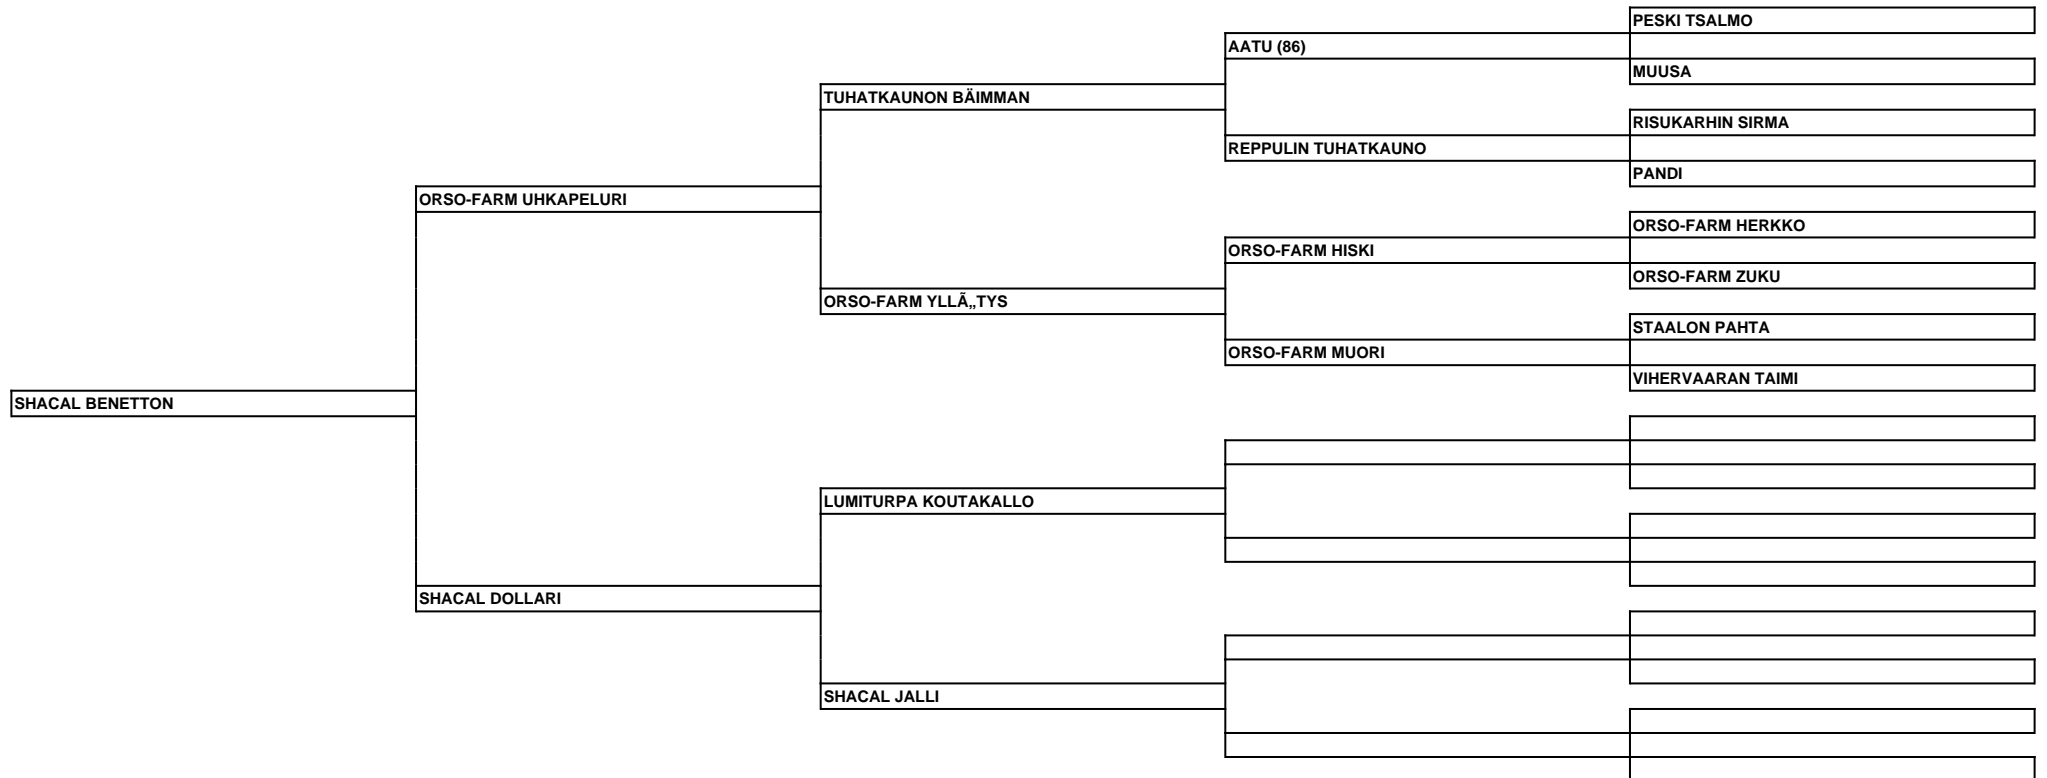 PESKI TSALMO
AATU (86)
MUUSA
TUHATKAUNON BÄIMMAN
RISUKARHIN SIRMA
REPPULIN TUHATKAUNO
PANDI
ORSO-FARM UHKAPELURI
ORSO-FARM HERKKO
ORSO-FARM HISKI
ORSO-FARM ZUKU
ORSO-FARM YLLÃ„TYS
STAALON PAHTA
ORSO-FARM MUORI
VIHERVAARAN TAIMI
SHACAL BENETTON
LUMITURPA KOUTAKALLO
SHACAL DOLLARI
SHACAL JALLI